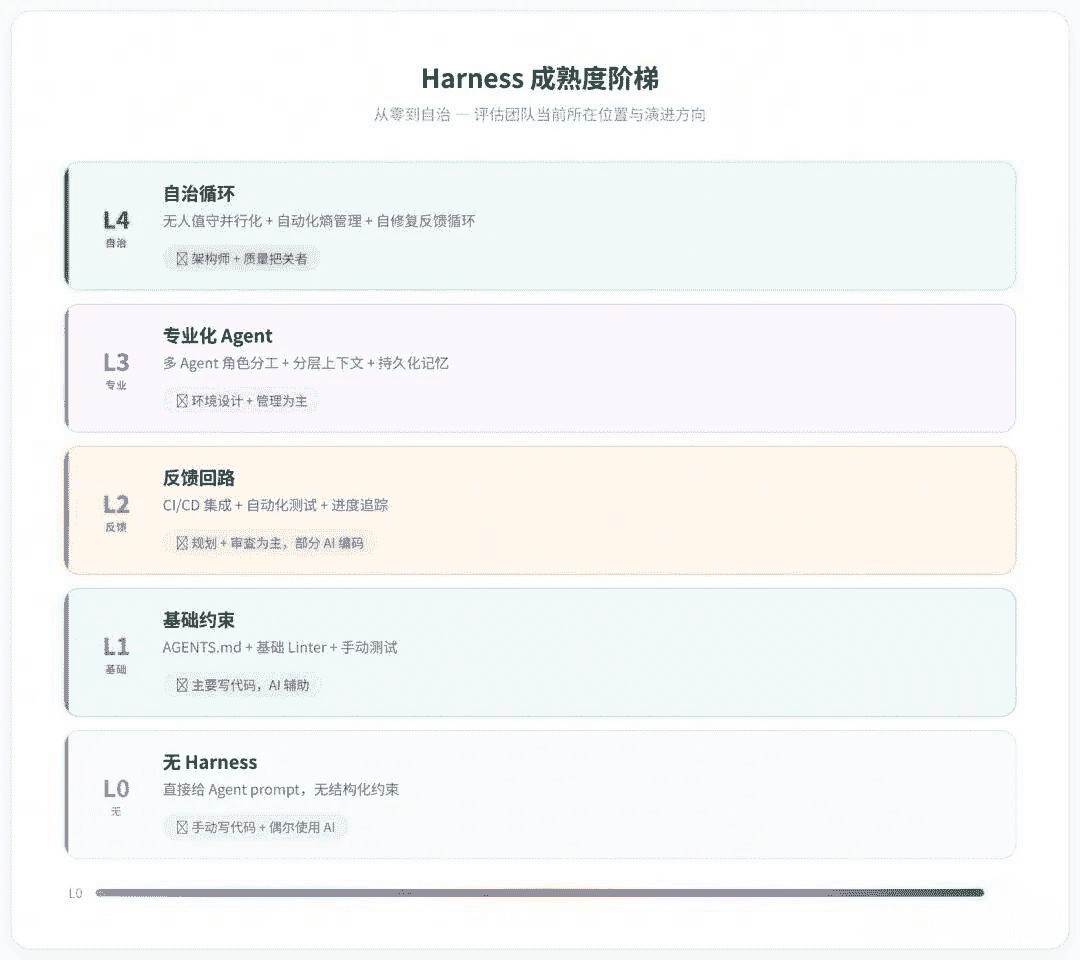 Harness 成熟度阶梯
从零到自治 — 评估团队当前所在位置与演进方向
L4
自治
自治循环
无人值守并行化 + 自动化熵管理 + 自修复反馈循环
架构师 + 质量把关者
L3
专业
专业化 Agent
多 Agent 角色分工 + 分层上下文 + 持久化记忆
环境设计 + 管理为主
L2
反馈
反馈回路
CI/CD 集成 + 自动化测试 + 进度追踪
规划 + 审查为主，部分 AI 编码
L1
基础
基础约束
AGENTS.md + 基础 Linter + 手动测试
主要写代码，AI 辅助
L0
无
无 Harness
直接给 Agent prompt，无结构化约束
手动写代码 + 偶尔使用 AI
L0